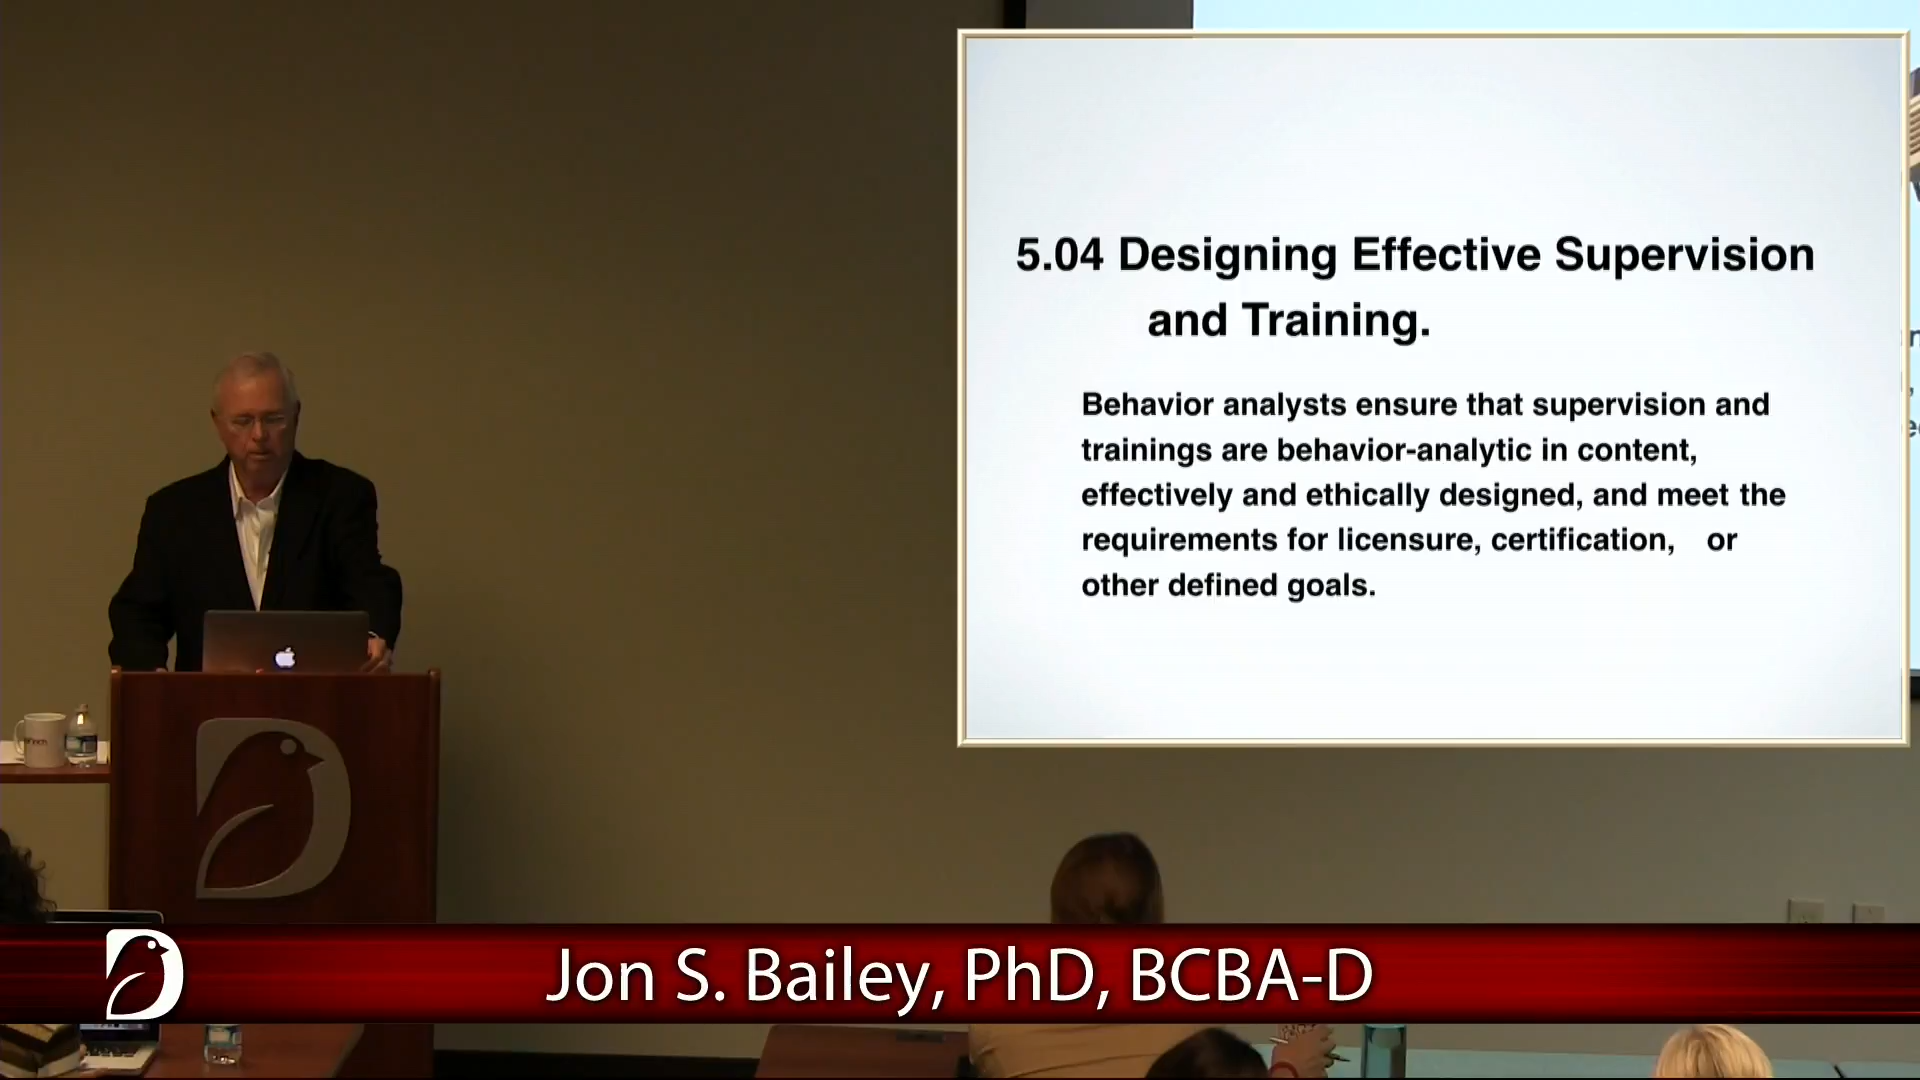 5.04 Designing Effective Supervision
and Training.
Behavior analysts ensure that supervision and
trainings are behavior-analytic in content,
effectively and ethically designed, and meet the
requirements for licensure, certification, or
other defined goals.
Jon S. Bailey, PhD, BCBA-D